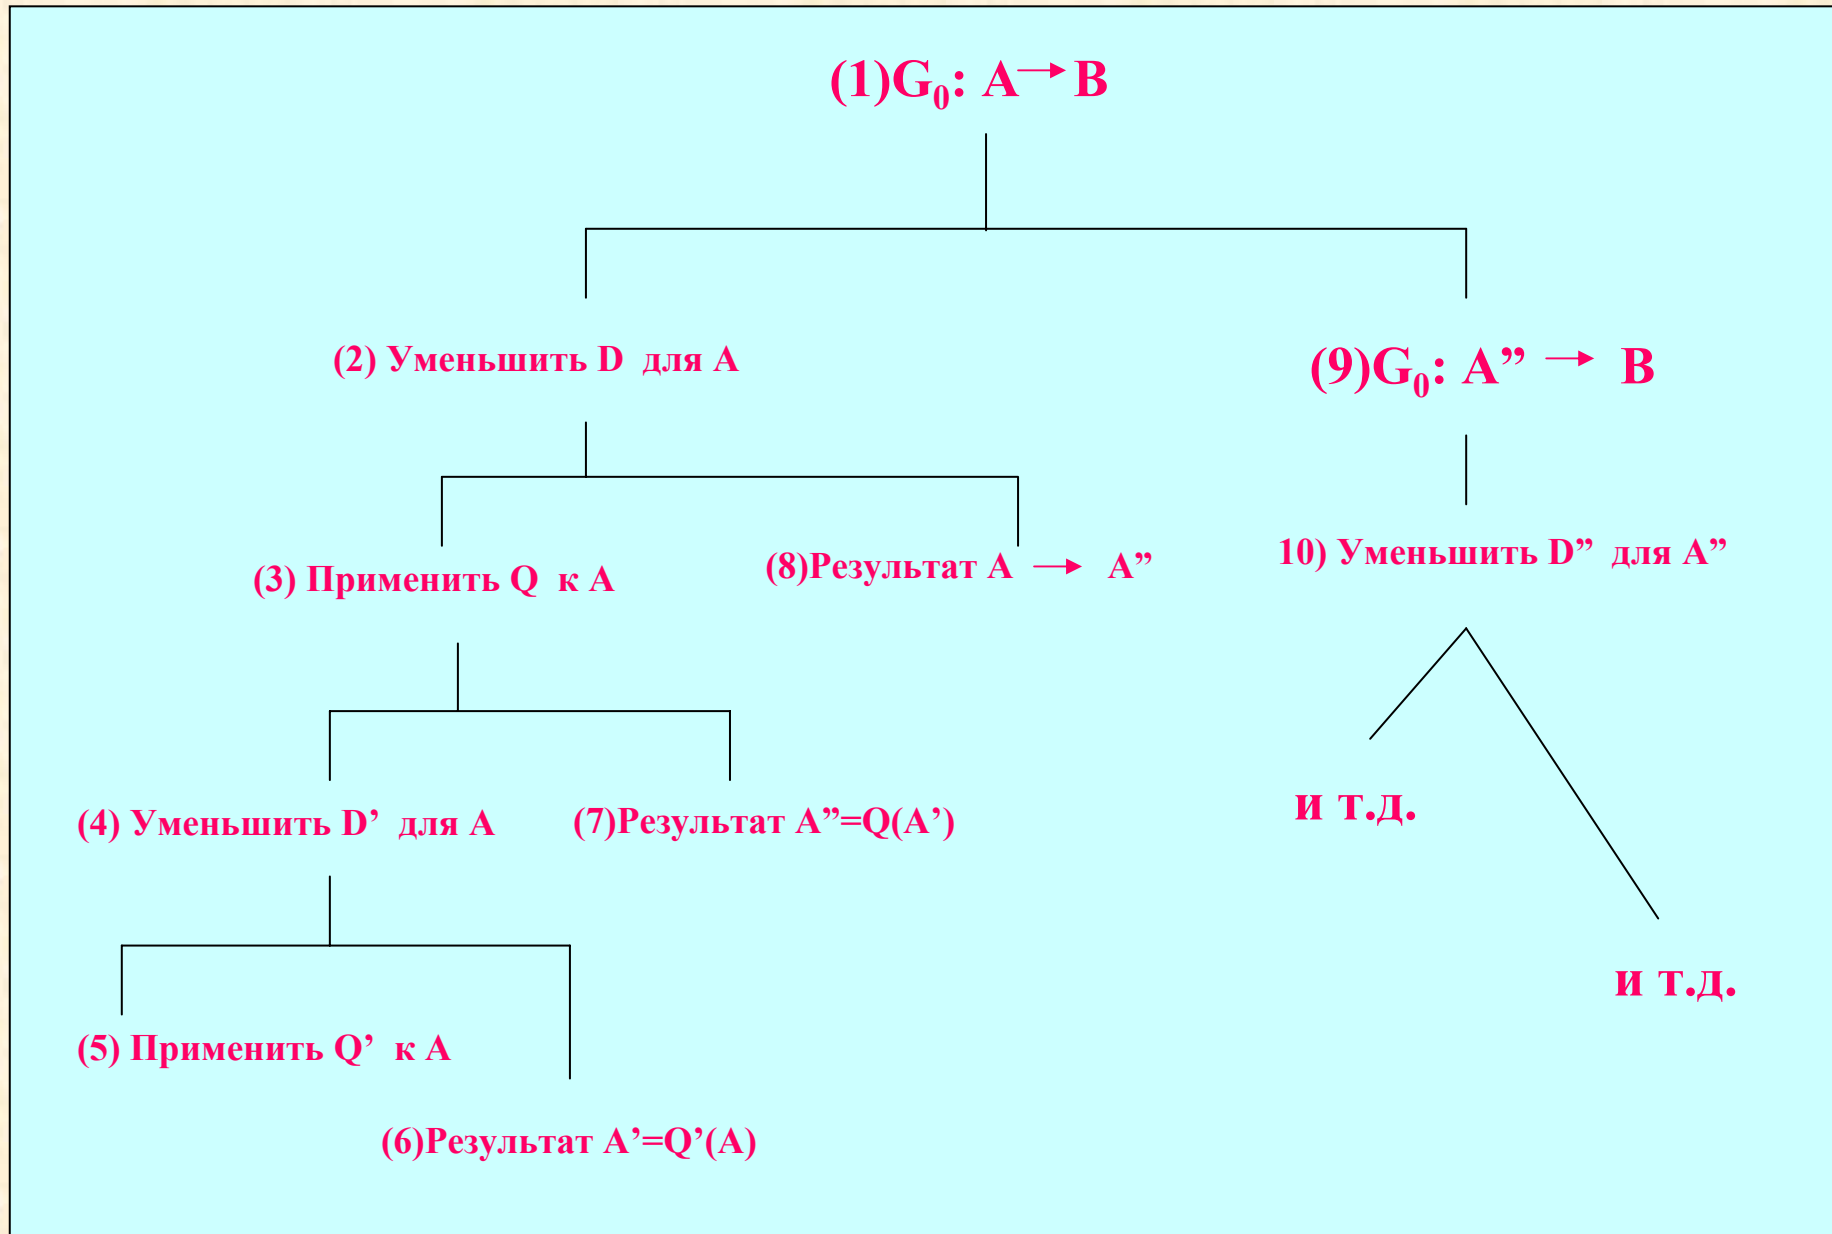 (1)G₀: A → B
(2) Уменьшить D для A
(9)G₀: A” → B
(3) Применить Q к A
(8)Результат A → A”
10) Уменьшить D” для A”
(4) Уменьшить D’ для A
(7)Результат A”=Q(A’)
и т.д.
и т.д.
(5) Применить Q’ к A
(6)Результат A’=Q’(A)